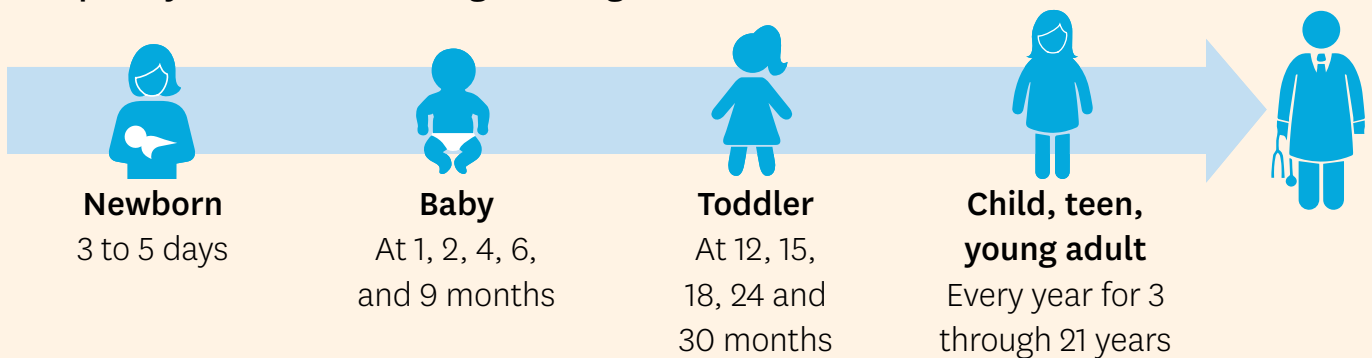 Newborn
3 to 5 days
Baby
At 1, 2, 4, 6,
and 9 months
Toddler
At 12, 15,
18, 24 and
30 months
Child, teen,
young adult
Every year for 3
through 21 years